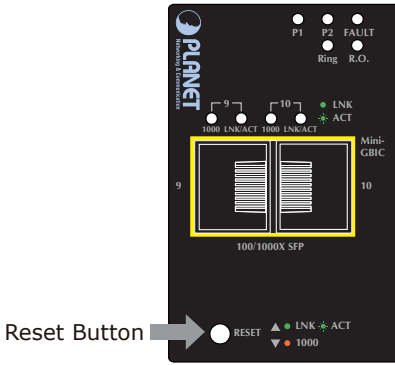 PLANET
Networking & Communication
P1 P2 FAULT
Ring R.O.
9 10 LNK
ACT
1000 LNK/ACT 1000 LNK/ACT
Mini-
GBIC
9 10
100/1000X SFP
Reset Button RESET LNK ACT
1000